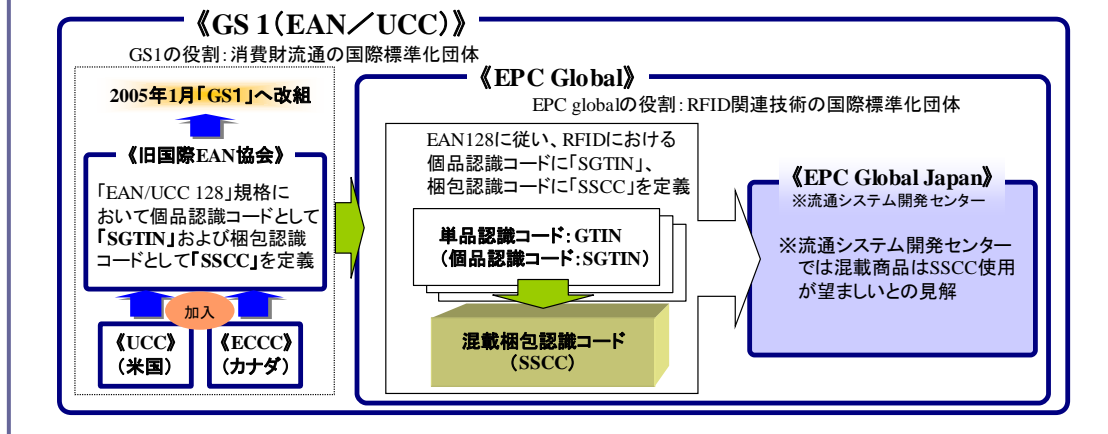 《GS 1(EAN/UCC)》
GS1の役割:消費財流通の国際標準化団体
2005年1月「GS1」へ改組
《旧国際EAN協会》
「EAN/UCC 128」規格に
おいて個品認識コードとして
「SGTIN」および梱包認識
コードとして「SSCC」を定義
加入
《UCC》
(米国)
《ECCC》
(カナダ)
《EPC Global》
EPC globalの役割:RFID関連技術の国際標準化団体
EAN128に従い、RFIDにおける
個品認識コードに「SGTIN」、
梱包認識コードに「SSCC」を定義
単品認識コード:GTIN
(個品認識コード:SGTIN)
混載梱包認識コード
(SSCC)
《EPC Global Japan》
※流通システム開発センター
※流通システム開発センター
では混載商品はSSCC使用
が望ましいとの見解